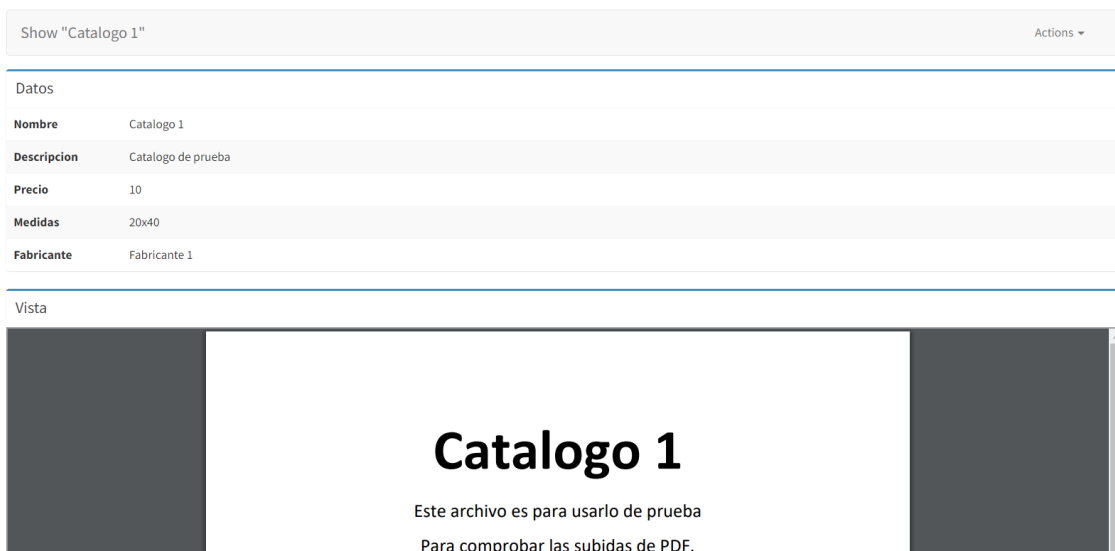 Show "Catalogo 1" Actions
Datos
Nombre Catalogo 1
Descripcion Catalogo de prueba
Precio 10
Medidas 20x40
Fabricante Fabricante 1
Vista
Catalogo 1
Este archivo es para usarlo de prueba
Para comprobar las subidas de PDF.